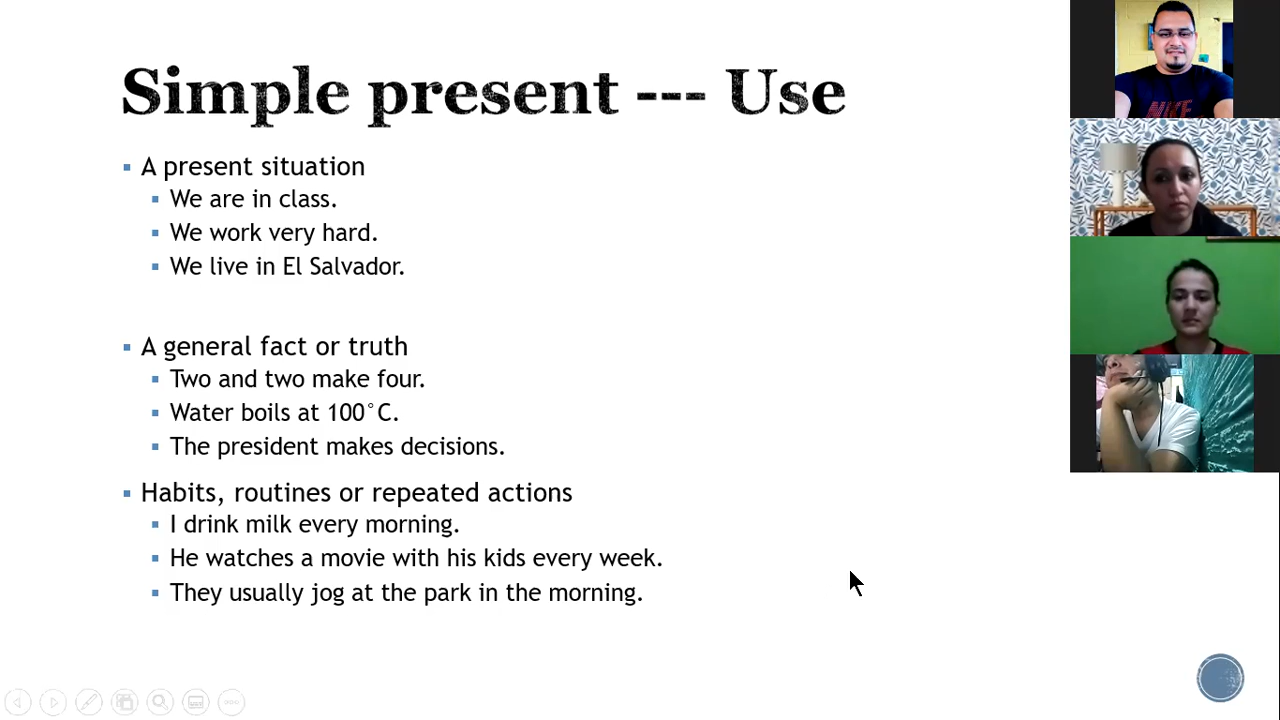 Simple present --- Use
A present situation
We are in class.
We work very hard.
We live in El Salvador.
A general fact or truth
Two and two make four.
Water boils at 100°C.
The president makes decisions.
Habits, routines or repeated actions
I drink milk every morning.
He watches a movie with his kids every week.
They usually jog at the park in the morning.
NIKE